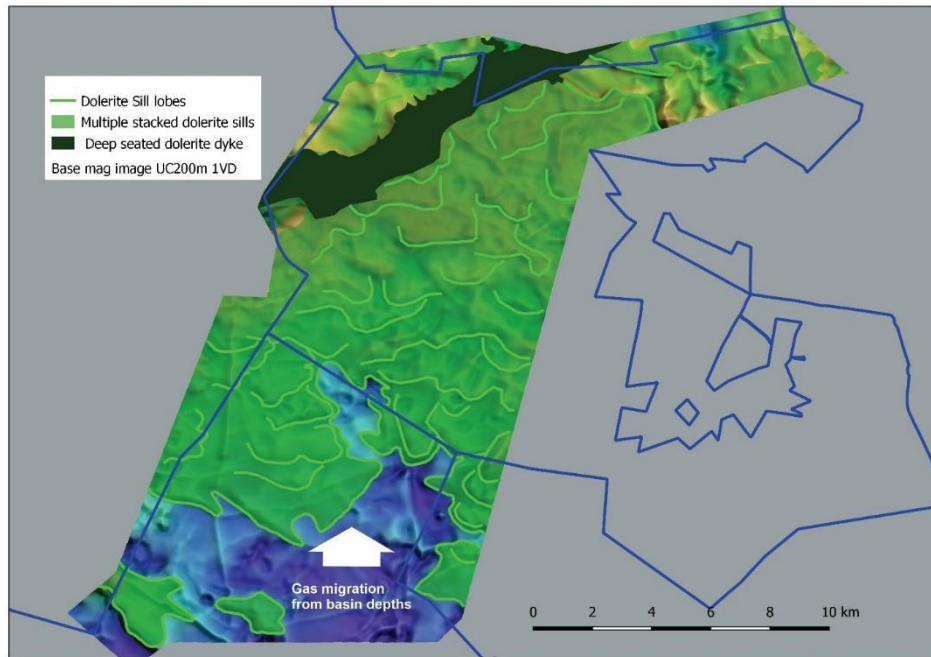 Dolerite Sill lobes
Multiple stacked dolerite sills
Deep seated dolerite dyke
Base mag image UC200m 1VD
Gas migration
from basin depths
0 2 4 6 8 10 km